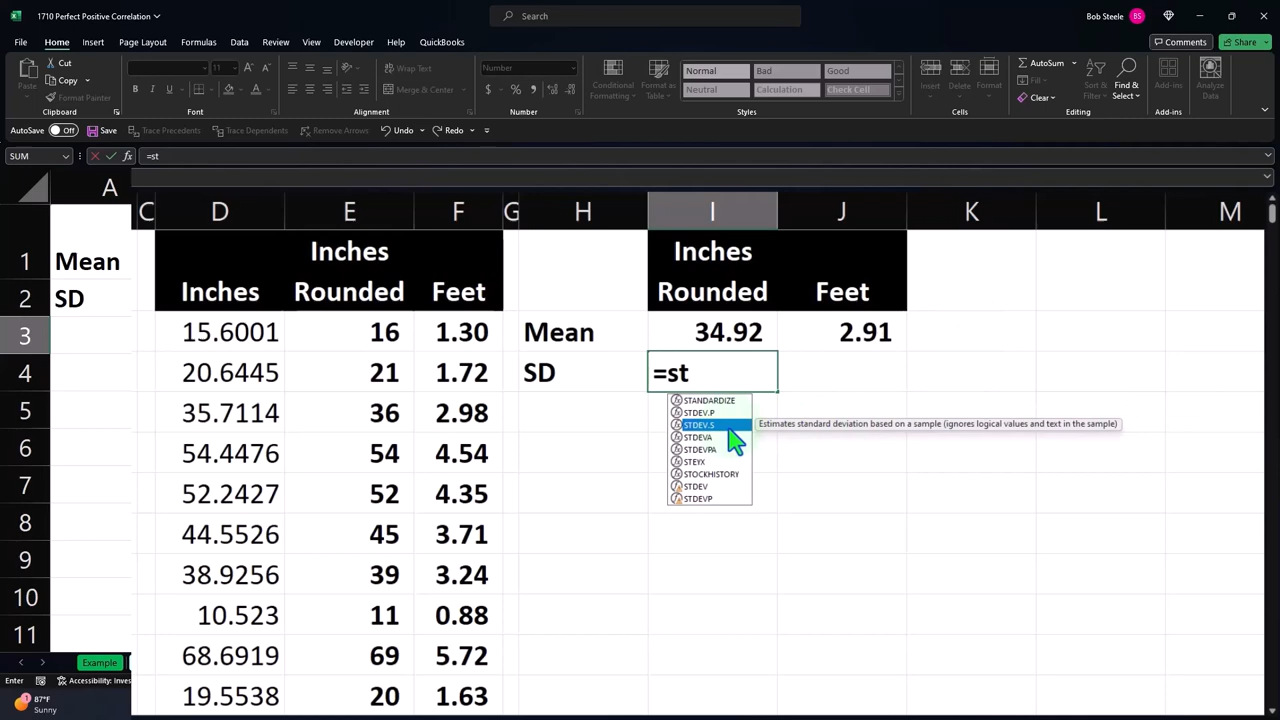 1710 Perfect Positive Correlation
Search
Bob Steele
BS
File Home Insert Page Layout Formulas Data Review View Developer Help QuickBooks
Comments
Share
Paste
Cut
Copy
Format Painter
Clipboard
11
Font
Wrap Text
Merge & Center
Alignment
Number
Number
Conditional Formatting
Format as Table
Normal
Bad
Good
Neutral
Calculation
Check Cell
Styles
Insert
Delete
Format
Cells
AutoSum
Fill
Clear
Sort & Filter
Find & Select
Editing
Add-ins
Add-ins
Analyze Data
AutoSave Off Save Trace Precedents Trace Dependents Remove Arrows Undo Redo
SUM =st
A C D E F G H I J K L M
Inches Inches
1 Mean
Inches Rounded Feet Rounded Feet
2 SD
3 15.6001 16 1.30 Mean 34.92 2.91
4 20.6445 21 1.72 SD =st
5 35.7114 36 2.98
6 54.4476 54 4.54
7 52.2427 52 4.35
8 44.5526 45 3.71
9 38.9256 39 3.24
10 10.523 11 0.88
11 68.6919 69 5.72
19.5538 20 1.63
STANDARDIZE
STDEV.P
STDEV.S
Estimates standard deviation based on a sample (ignores logical values and text in the sample)
STDEVA
STDEVPA
STEYX
STOCKHISTORY
STDEV
STDEVP
Example
Enter
Accessibility: Inves
87°F
Sunny